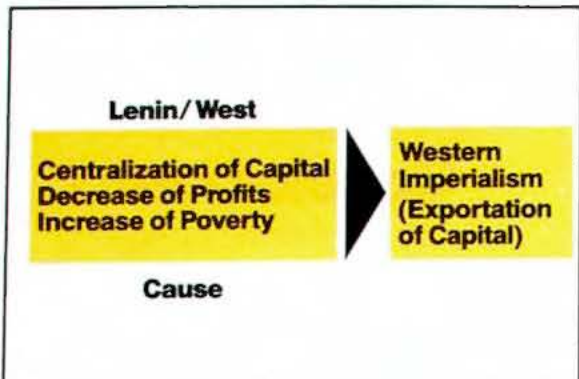 Lenin/West
Centralization of Capital
Decrease of Profits
Increase of Poverty
Cause
Western
Imperialism
(Exportation
of Capital)